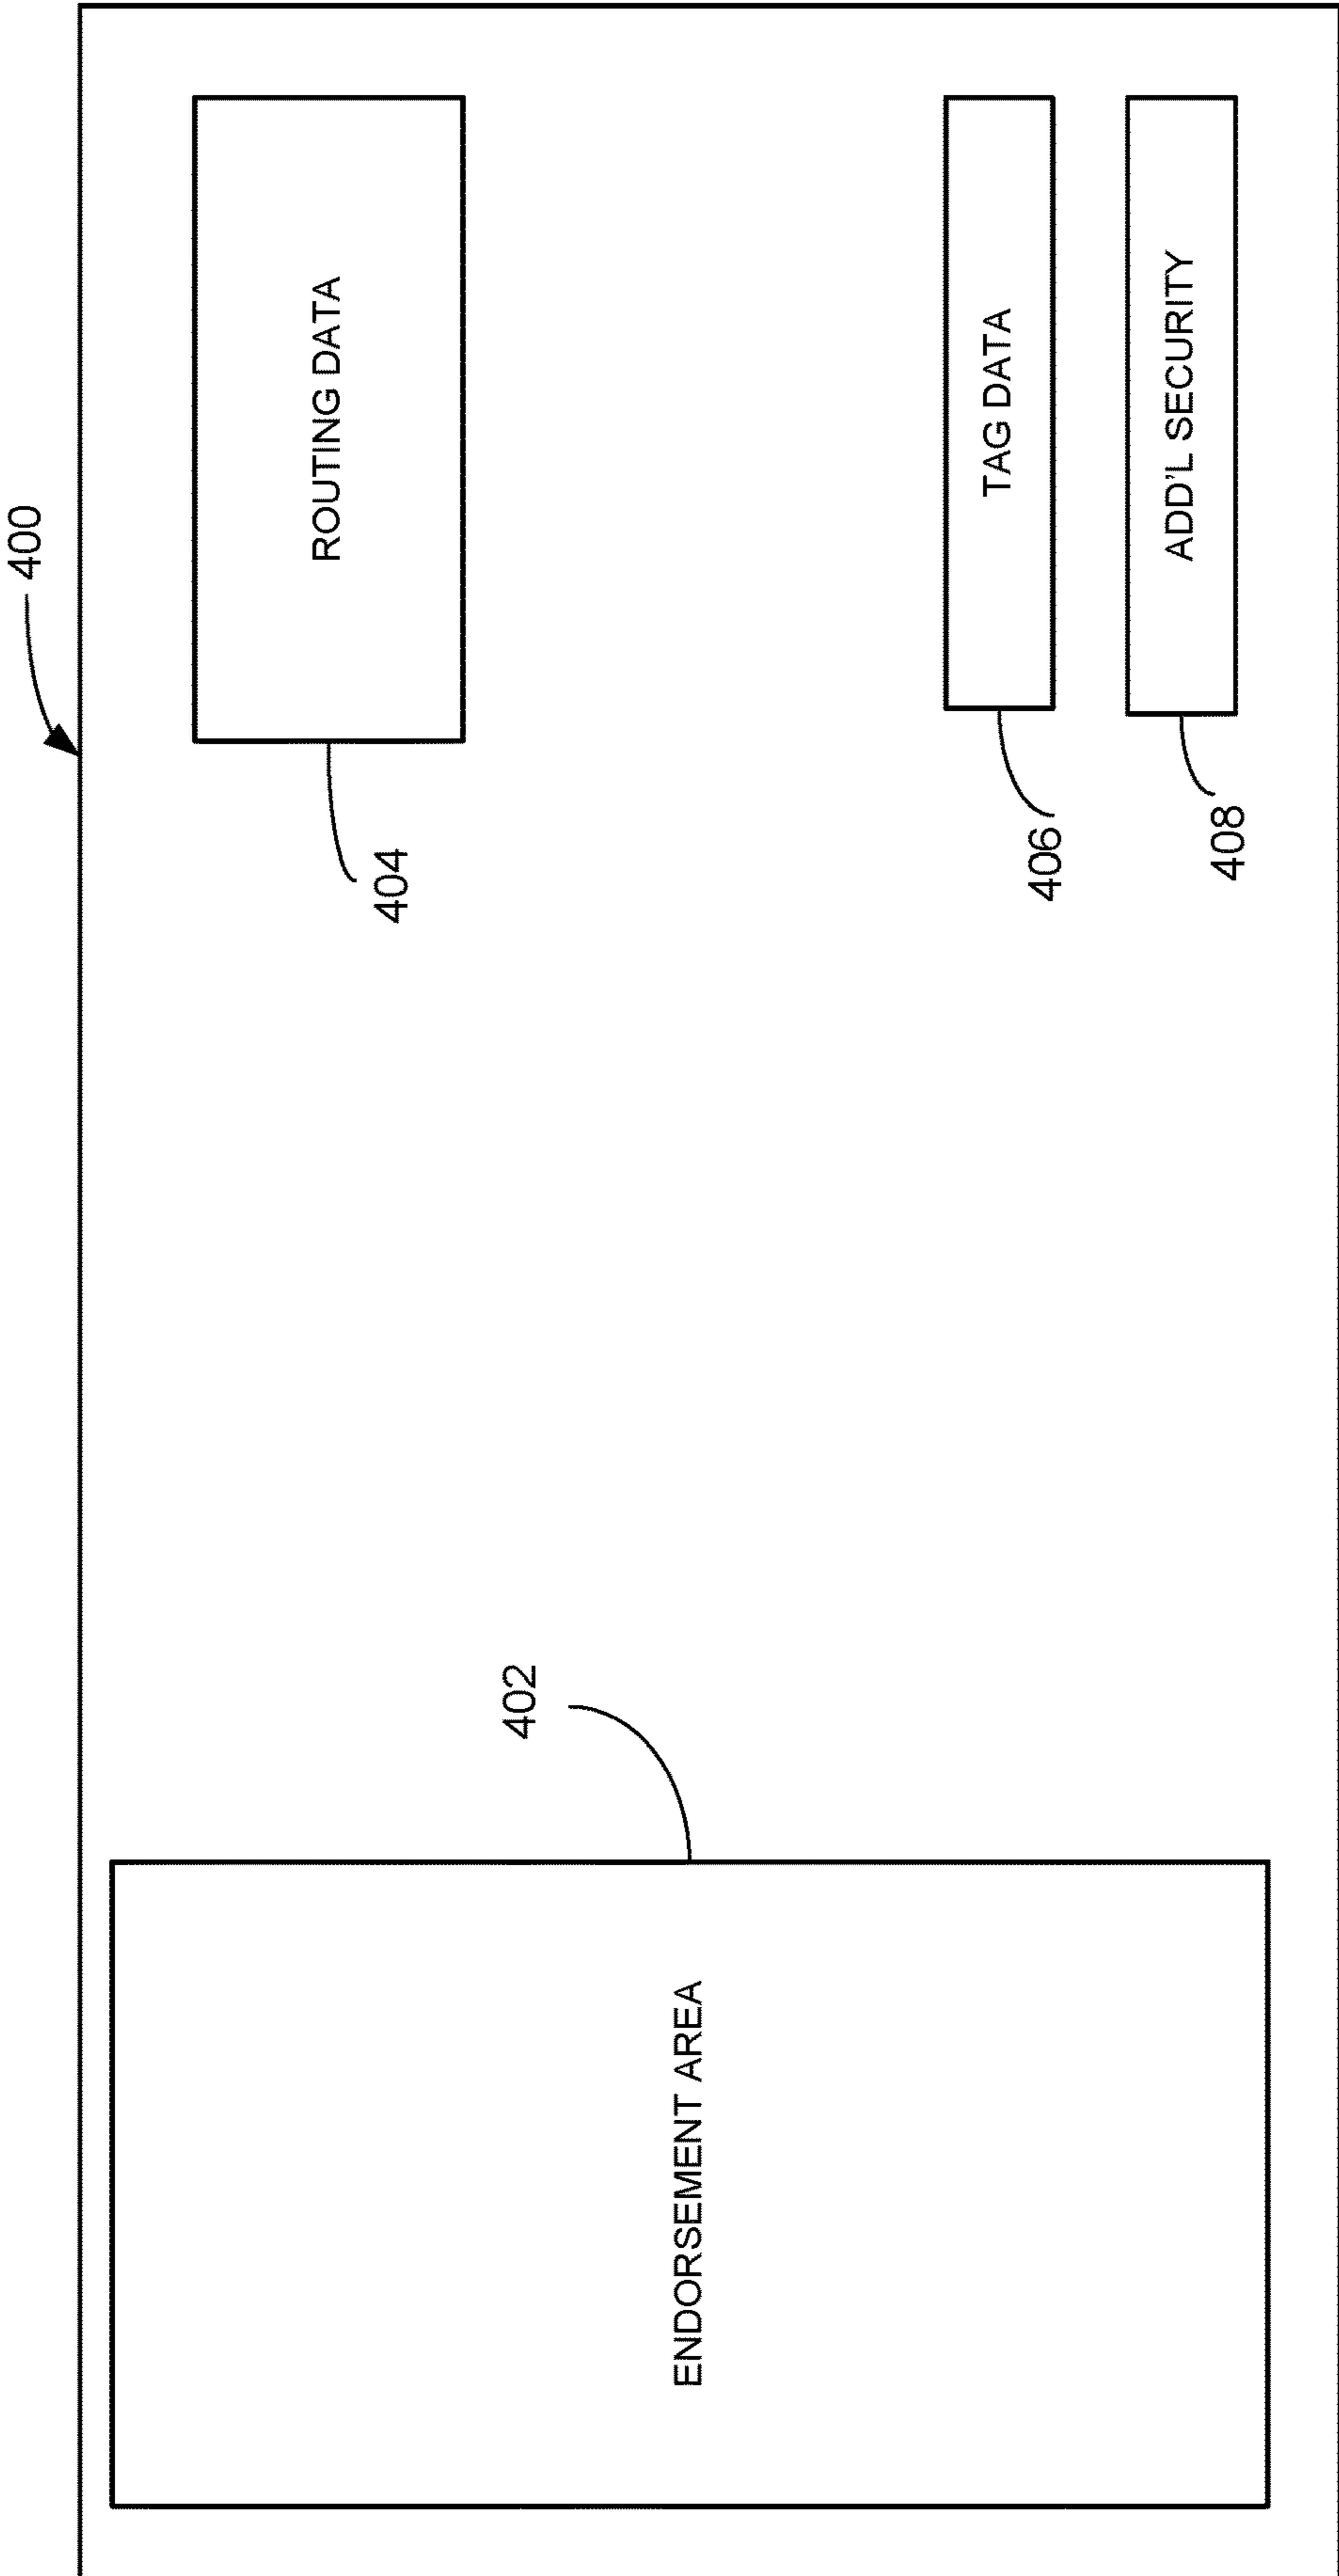 400
ROUTING DATA
404
TAG DATA
406
ADD'L SECURITY
408
402
ENDORSEMENT AREA